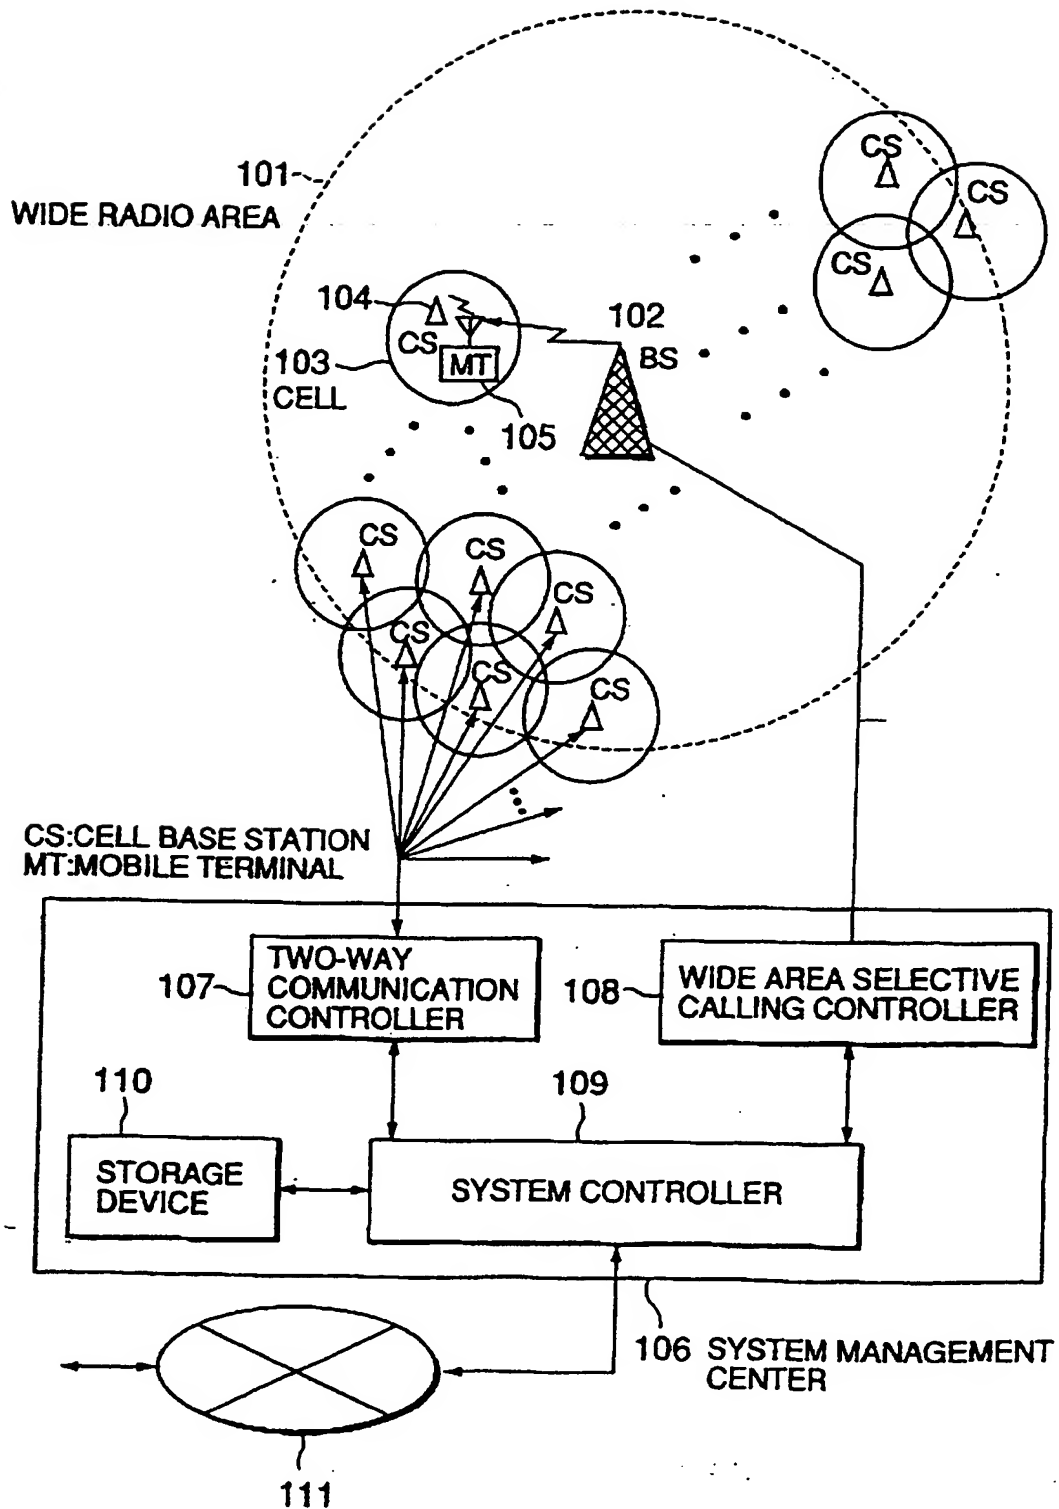 CS
101
CS
WIDE RADIO AREA
CS
104
102
CS
BS
103
MT
CELL
105
CS
CS
CS
CS
CS
CS
CS:CELL BASE STATION
MT:MOBILE TERMINAL
107
TWO-WAY
COMMUNICATION
CONTROLLER
108
WIDE AREA SELECTIVE
CALLING CONTROLLER
110
109
STORAGE
DEVICE
SYSTEM CONTROLLER
106 SYSTEM MANAGEMENT
CENTER
111